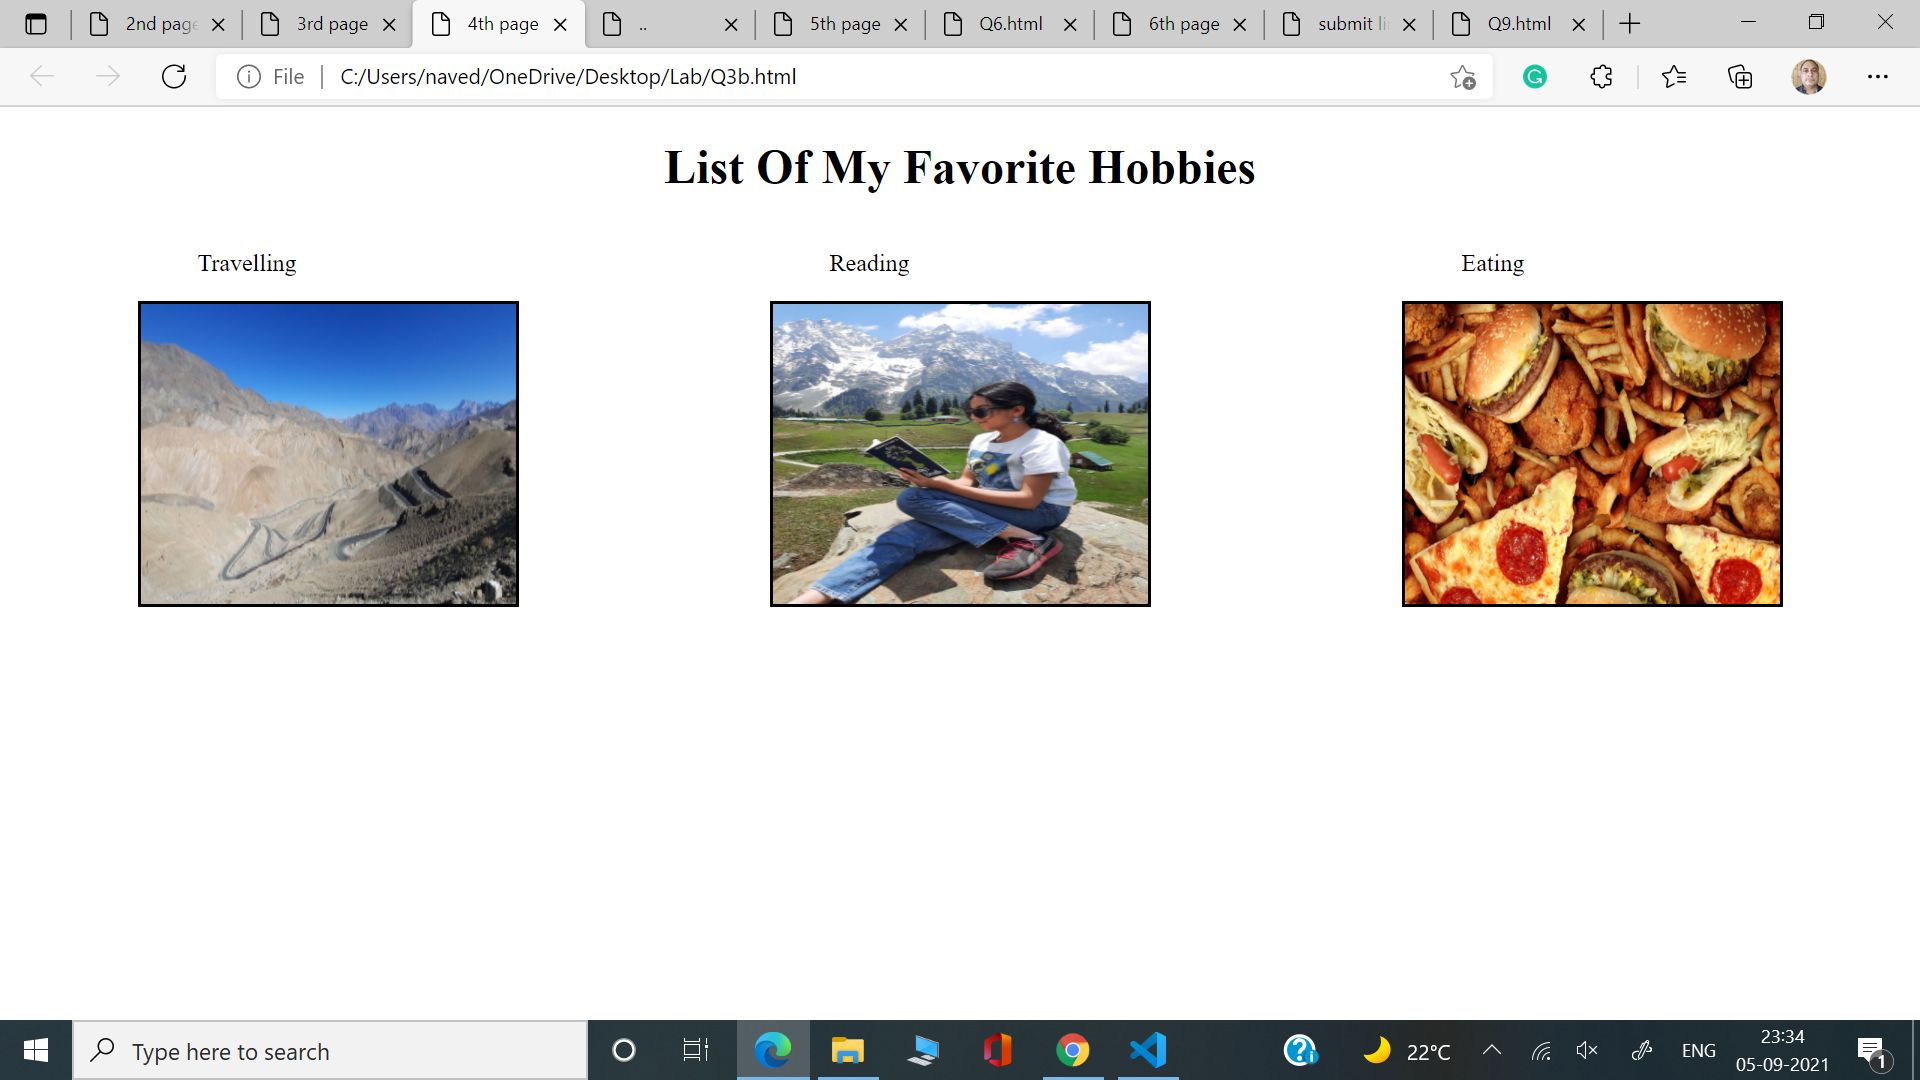 2nd page
3rd page
4th page
..
5th page
Q6.html
6th page
submit li
Q9.html
File
C:/Users/naved/OneDrive/Desktop/Lab/Q3b.html
List Of My Favorite Hobbies
Travelling
Reading
Eating
Type here to search
22°C
ENG
23:34
05-09-2021
1